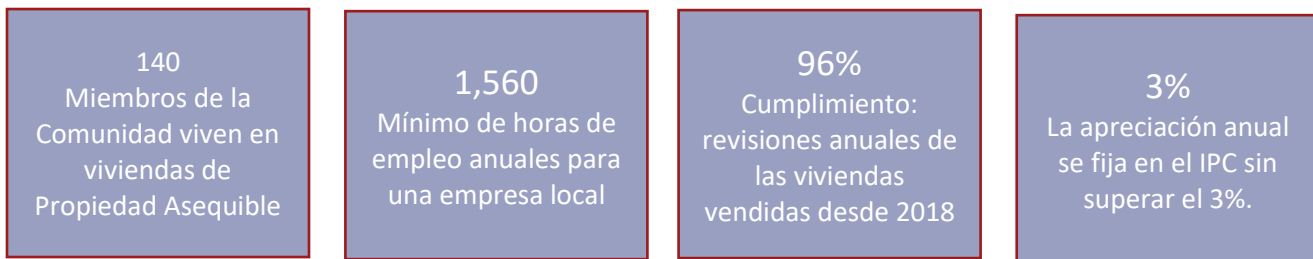 140
Miembros de la
Comunidad viven en
viviendas de
Propiedad Asequible
1,560
Mínimo de horas de
empleo anuales para
una empresa local
96%
Cumplimiento:
revisiones anuales de
las viviendas
vendidas desde 2018
3%
La apreciación anual
se fija en el IPC sin
superar el 3%.